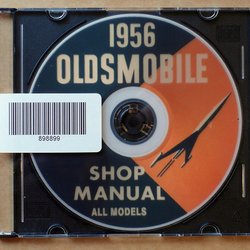 1956
OLDSMOBILE
898899
SHOP
MANUAL
ALL MODELS